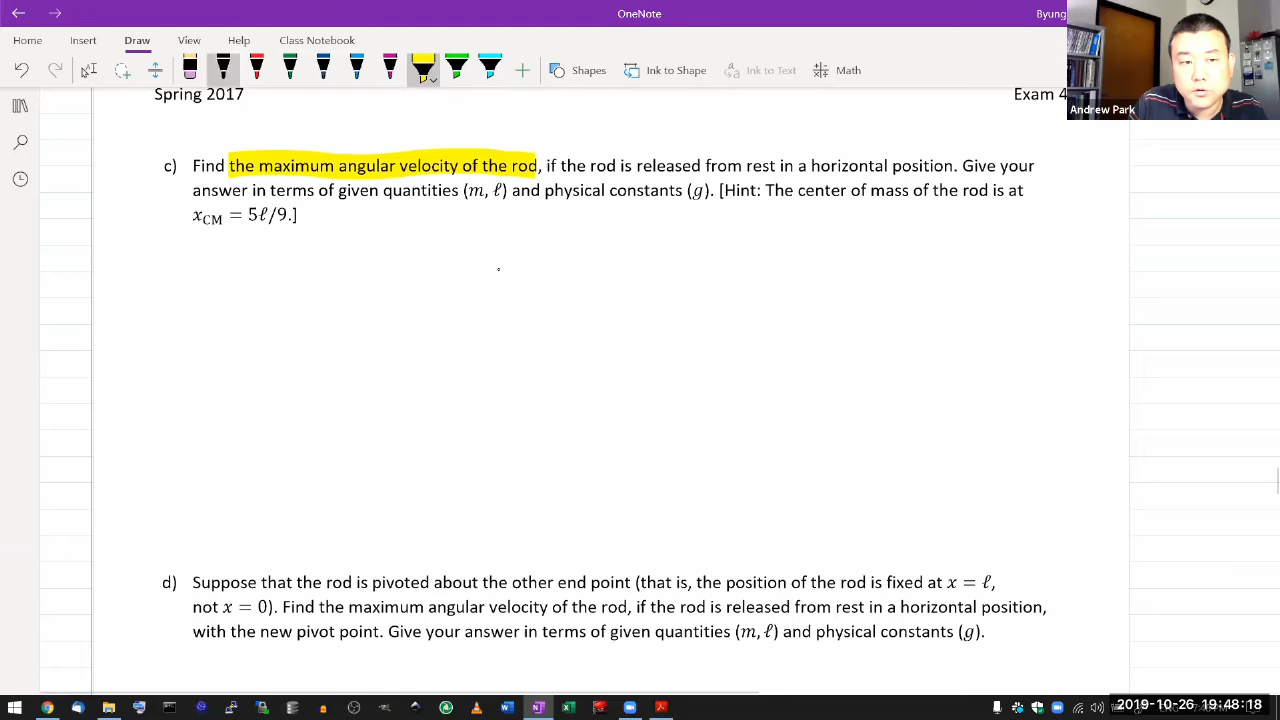 OneNote
Byung
Home Insert Draw View Help Class Notebook
Shapes Ink to Shape Ink to Text Math
Andrew Park
Spring 2017 Exam 4
c) Find the maximum angular velocity of the rod, if the rod is released from rest in a horizontal position. Give your
answer in terms of given quantities (m, ℓ) and physical constants (g). [Hint: The center of mass of the rod is at
x_CM = 5ℓ/9.]
d) Suppose that the rod is pivoted about the other end point (that is, the position of the rod is fixed at x = ℓ,
not x = 0). Find the maximum angular velocity of the rod, if the rod is released from rest in a horizontal position,
with the new pivot point. Give your answer in terms of given quantities (m, ℓ) and physical constants (g).
2019-10-26 19:48:18